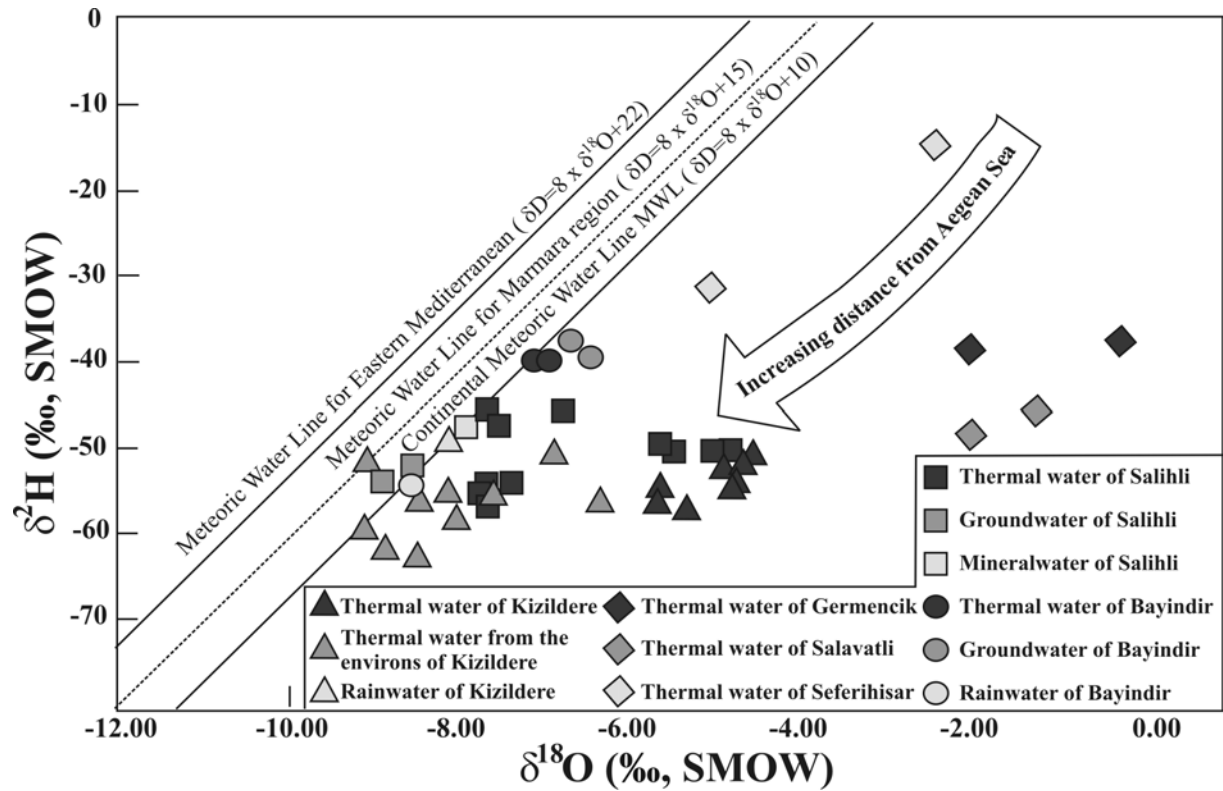 0
-10
-20
-30
-40
-50
-60
-70
δ²H (‰, SMOW)
Meteoric Water Line for Eastern Mediterranean ( δD=8 x δ¹⁸O+22)
Meteoric Water Line for Marmara region ( δD=8 x δ¹⁸O+15)
Continental Meteoric Water Line MWL ( δD=8 x δ¹⁸O+10)
Increasing distance from Aegean Sea
Thermal water of Salihli
Groundwater of Salihli
Mineralwater of Salihli
Thermal water of Kizildere
Thermal water of Germencik
Thermal water of Bayindir
Thermal water from the
environs of Kizildere
Thermal water of Salavatli
Groundwater of Bayindir
Rainwater of Kizildere
Thermal water of Seferihisar
Rainwater of Bayindir
-12.00
-10.00
-8.00
-6.00
-4.00
-2.00
0.00
δ¹⁸O (‰, SMOW)